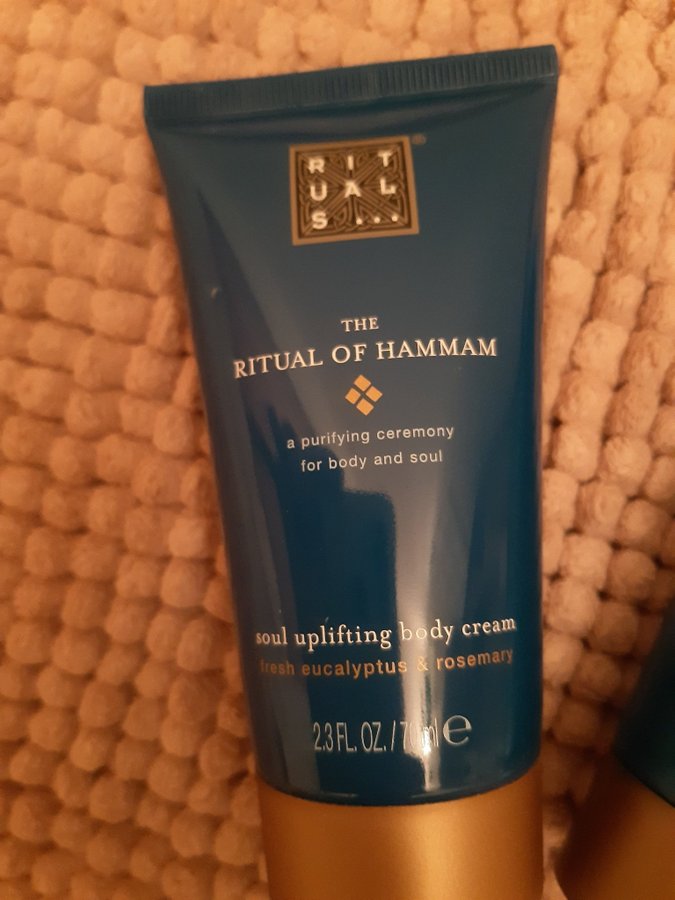 RIT
UAL
S...
®
THE
RITUAL OF HAMMAM
a purifying ceremony
for body and soul
soul uplifting body cream
fresh eucalyptus & rosemary
2.3 FL. OZ. / 70 ml ℮